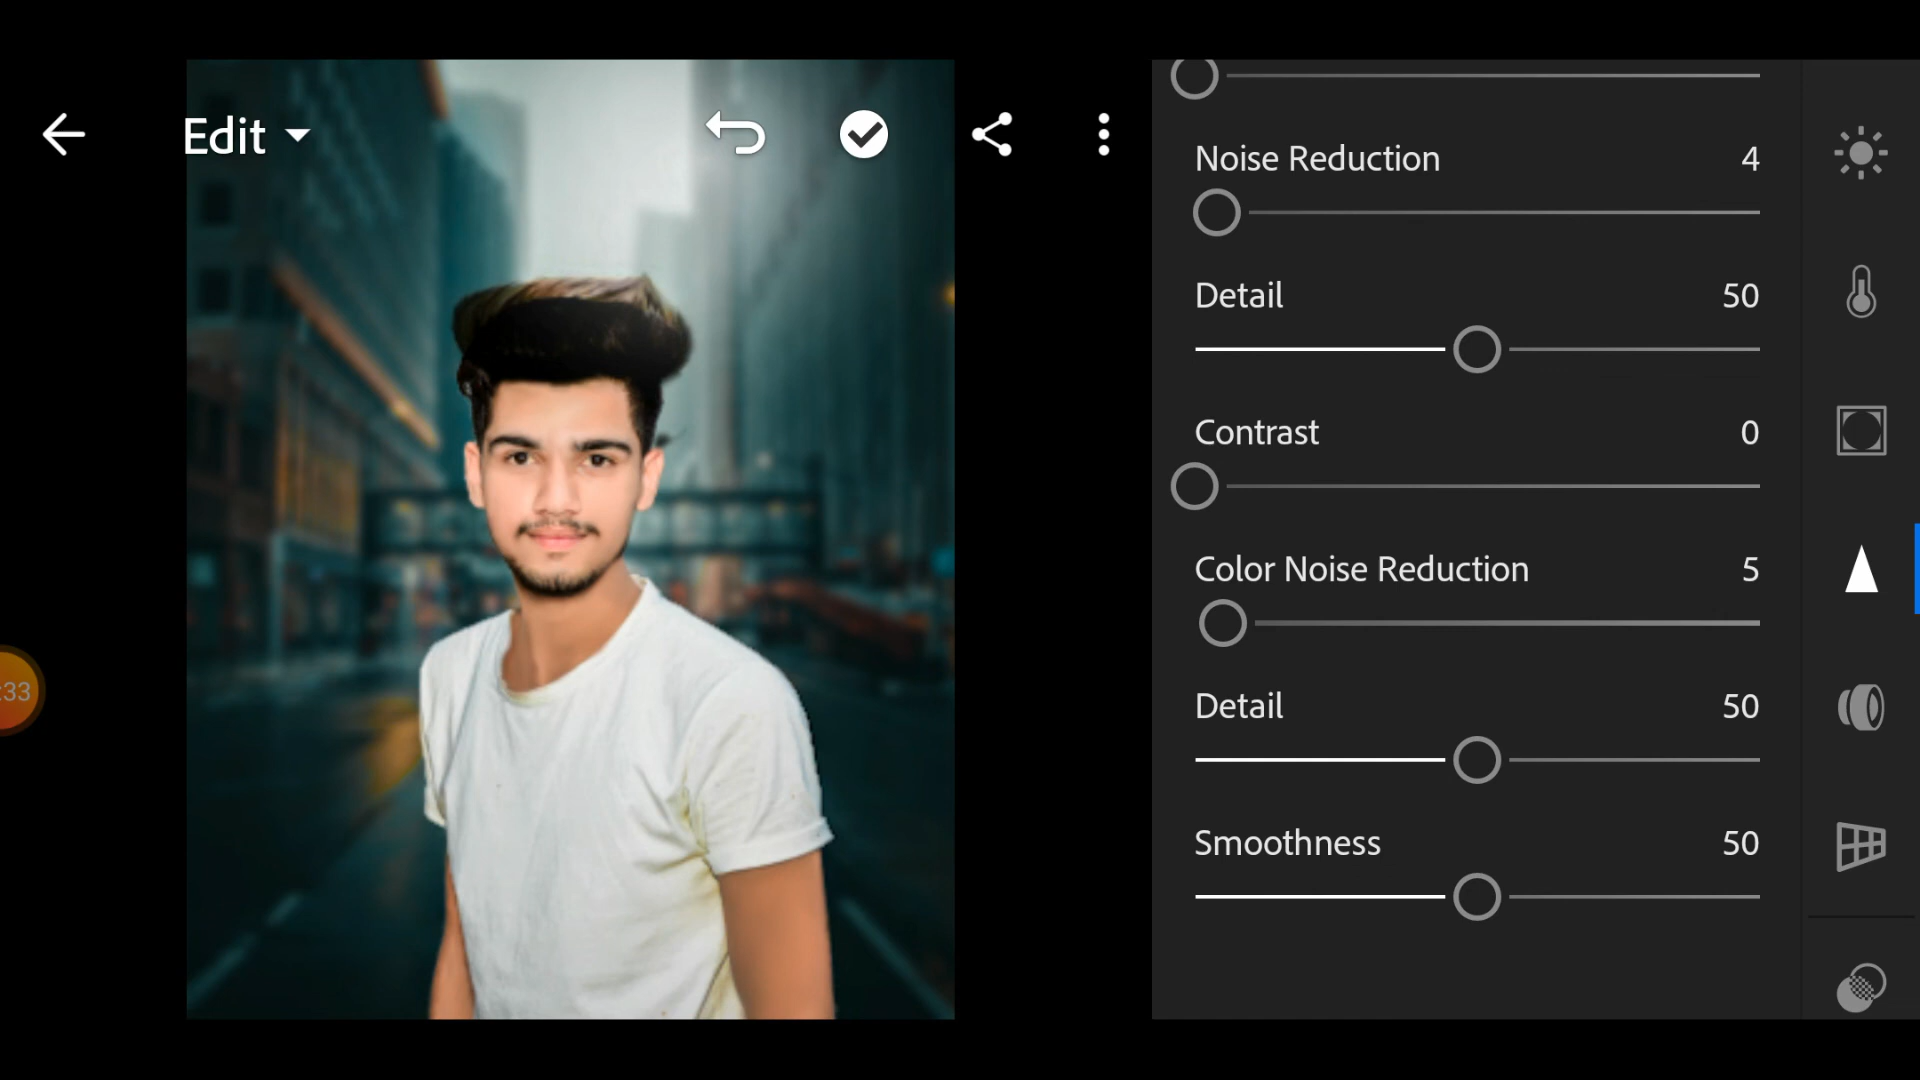 Edit
Noise Reduction 4
Detail 50
Contrast 0
Color Noise Reduction 5
Detail 50
Smoothness 50
:33